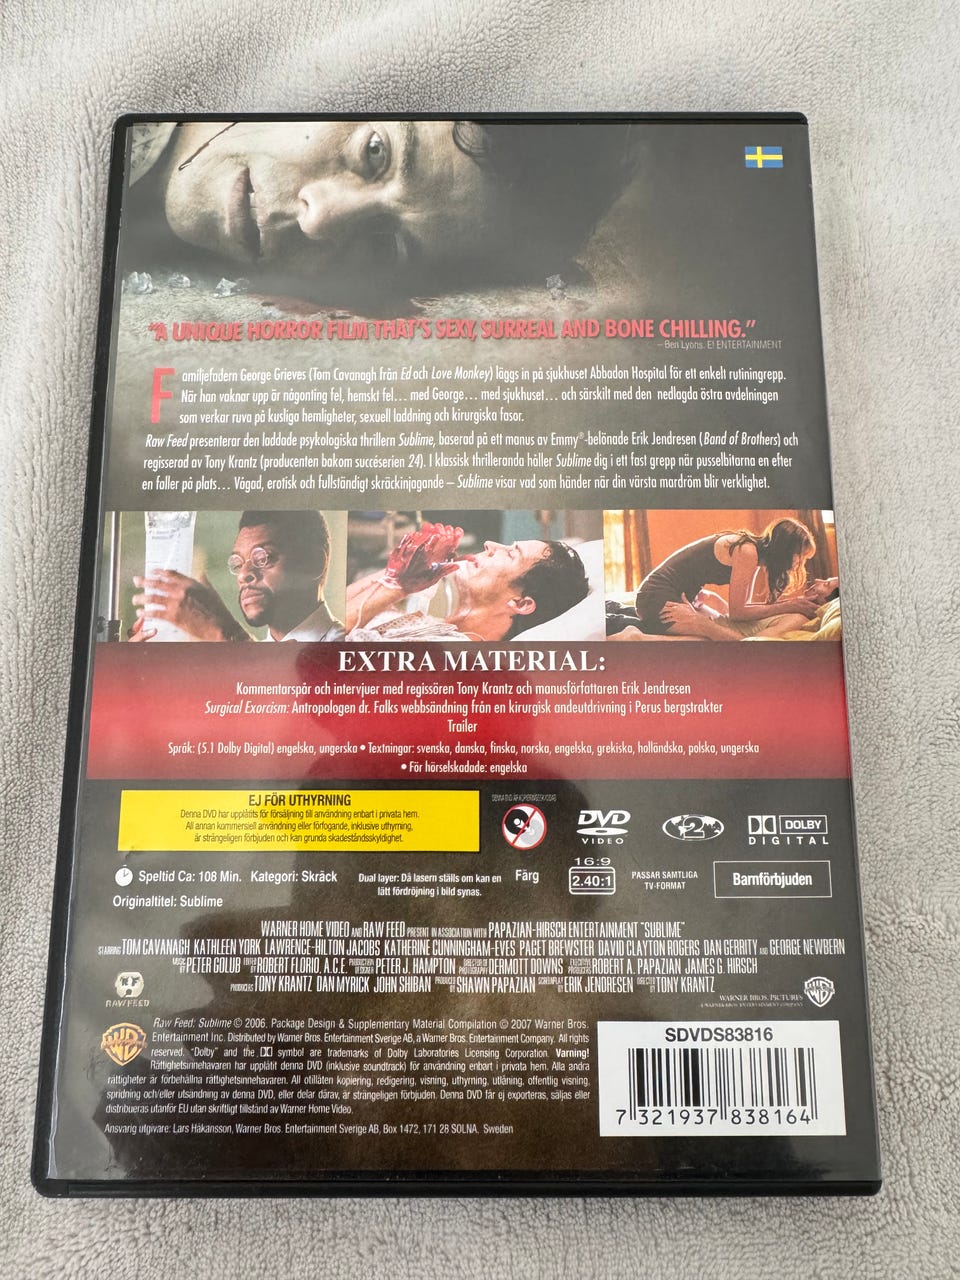 "A UNIQUE HORROR FILM THAT'S SEXY, SURREAL AND BONE CHILLING."
– Ben Lyons, E! ENTERTAINMENT
Familjefadern George Grieves (Tom Cavanagh från Ed och Love Monkey) läggs in på sjukhuset Abbadon Hospital för ett enkelt rutiningrepp.
När han vaknar upp är någonting fel, hemskt fel… med George… med sjukhuset… och särskilt med den nedlagda östra avdelningen
som verkar ruva på kusliga hemligheter, sexuell laddning och kirurgiska fasor.
Raw Feed presenterar den laddade psykologiska thrillern Sublime, baserad på ett manus av Emmy®-belönade Erik Jendresen (Band of Brothers) och
regisserad av Tony Krantz (producenten bakom succéserien 24). I klassisk thrilleranda håller Sublime dig i ett fast grepp när pusselbitarna en efter
en faller på plats… Vågad, erotisk och fullständigt skräckinjagande – Sublime visar vad som händer när din värsta mardröm blir verklighet.
EXTRA MATERIAL:
Kommentarspår och intervjuer med regissören Tony Krantz och manusförfattaren Erik Jendresen
Surgical Exorcism: Antropologen dr. Falks webbsändning från en kirurgisk andeutdrivning i Perus bergstrakter
Trailer
Språk: (5.1 Dolby Digital) engelska, ungerska • Textningar: svenska, danska, finska, norska, engelska, grekiska, holländska, polska, ungerska
• För hörselskadade: engelska
EJ FÖR UTHYRNING
Denna DVD har upplåtits för försäljning till användning enbart i privata hem.
All annan kommersiell användning eller förfogande, inklusive uthyrning,
är strängeligen förbjuden och kan grunda skadeståndsskyldighet.
DENNA DVD ÄR KOPIERINGSSKYDDAD
DVD
VIDEO
2
DOLBY
DIGITAL
Speltid Ca: 108 Min. Kategori: Skräck
Originaltitel: Sublime
Dual layer: Då lasern ställs om kan en
lätt fördröjning i bild synas.
Färg
16:9
2.40:1
PASSAR SAMTLIGA
TV-FORMAT
Barnförbjuden
WARNER HOME VIDEO AND RAW FEED PRESENT IN ASSOCIATION WITH PAPAZIAN-HIRSCH ENTERTAINMENT "SUBLIME"
STARRING TOM CAVANAGH KATHLEEN YORK LAWRENCE-HILTON JACOBS KATHERINE CUNNINGHAM-EVES PAGET BREWSTER DAVID CLAYTON ROGERS DAN GERRITY AND GEORGE NEWBERN
MUSIC BY PETER GOLUB EDITED BY ROBERT FLORIO, A.C.E. PRODUCTION DESIGNER PETER J. HAMPTON DIRECTOR OF PHOTOGRAPHY DERMOTT DOWNS EXECUTIVE PRODUCERS ROBERT A. PAPAZIAN JAMES G. HIRSCH
PRODUCERS TONY KRANTZ DAN MYRICK JOHN SHIBAN PRODUCED BY SHAWN PAPAZIAN SCREENPLAY BY ERIK JENDRESEN DIRECTED BY TONY KRANTZ
RAW FEED
WARNER BROS. PICTURES
A WARNER BROS. ENTERTAINMENT COMPANY
Raw Feed: Sublime © 2006. Package Design & Supplementary Material Compilation © 2007 Warner Bros.
Entertainment Inc. Distributed by Warner Bros. Entertainment Sverige AB, a Warner Bros. Entertainment Company. All rights
reserved. "Dolby" and the DD symbol are trademarks of Dolby Laboratories Licensing Corporation. Varning!
Rättighetsinnehavaren har upplåtit denna DVD (inklusive soundtrack) för användning enbart i privata hem. Alla andra
rättigheter är förbehållna rättighetsinnehavaren. All otillåten kopiering, redigering, visning, uthyrning, utlåning, offentlig visning,
spridning och/eller utsändning av denna DVD, eller delar därav, är strängeligen förbjuden. Denna DVD får ej exporteras, säljas eller
distribueras utanför EU utan skriftligt tillstånd av Warner Home Video.
Ansvarig utgivare: Lars Håkansson, Warner Bros. Entertainment Sverige AB, Box 1472, 171 28 SOLNA, Sweden
SDVDS83816
7 321937 838164